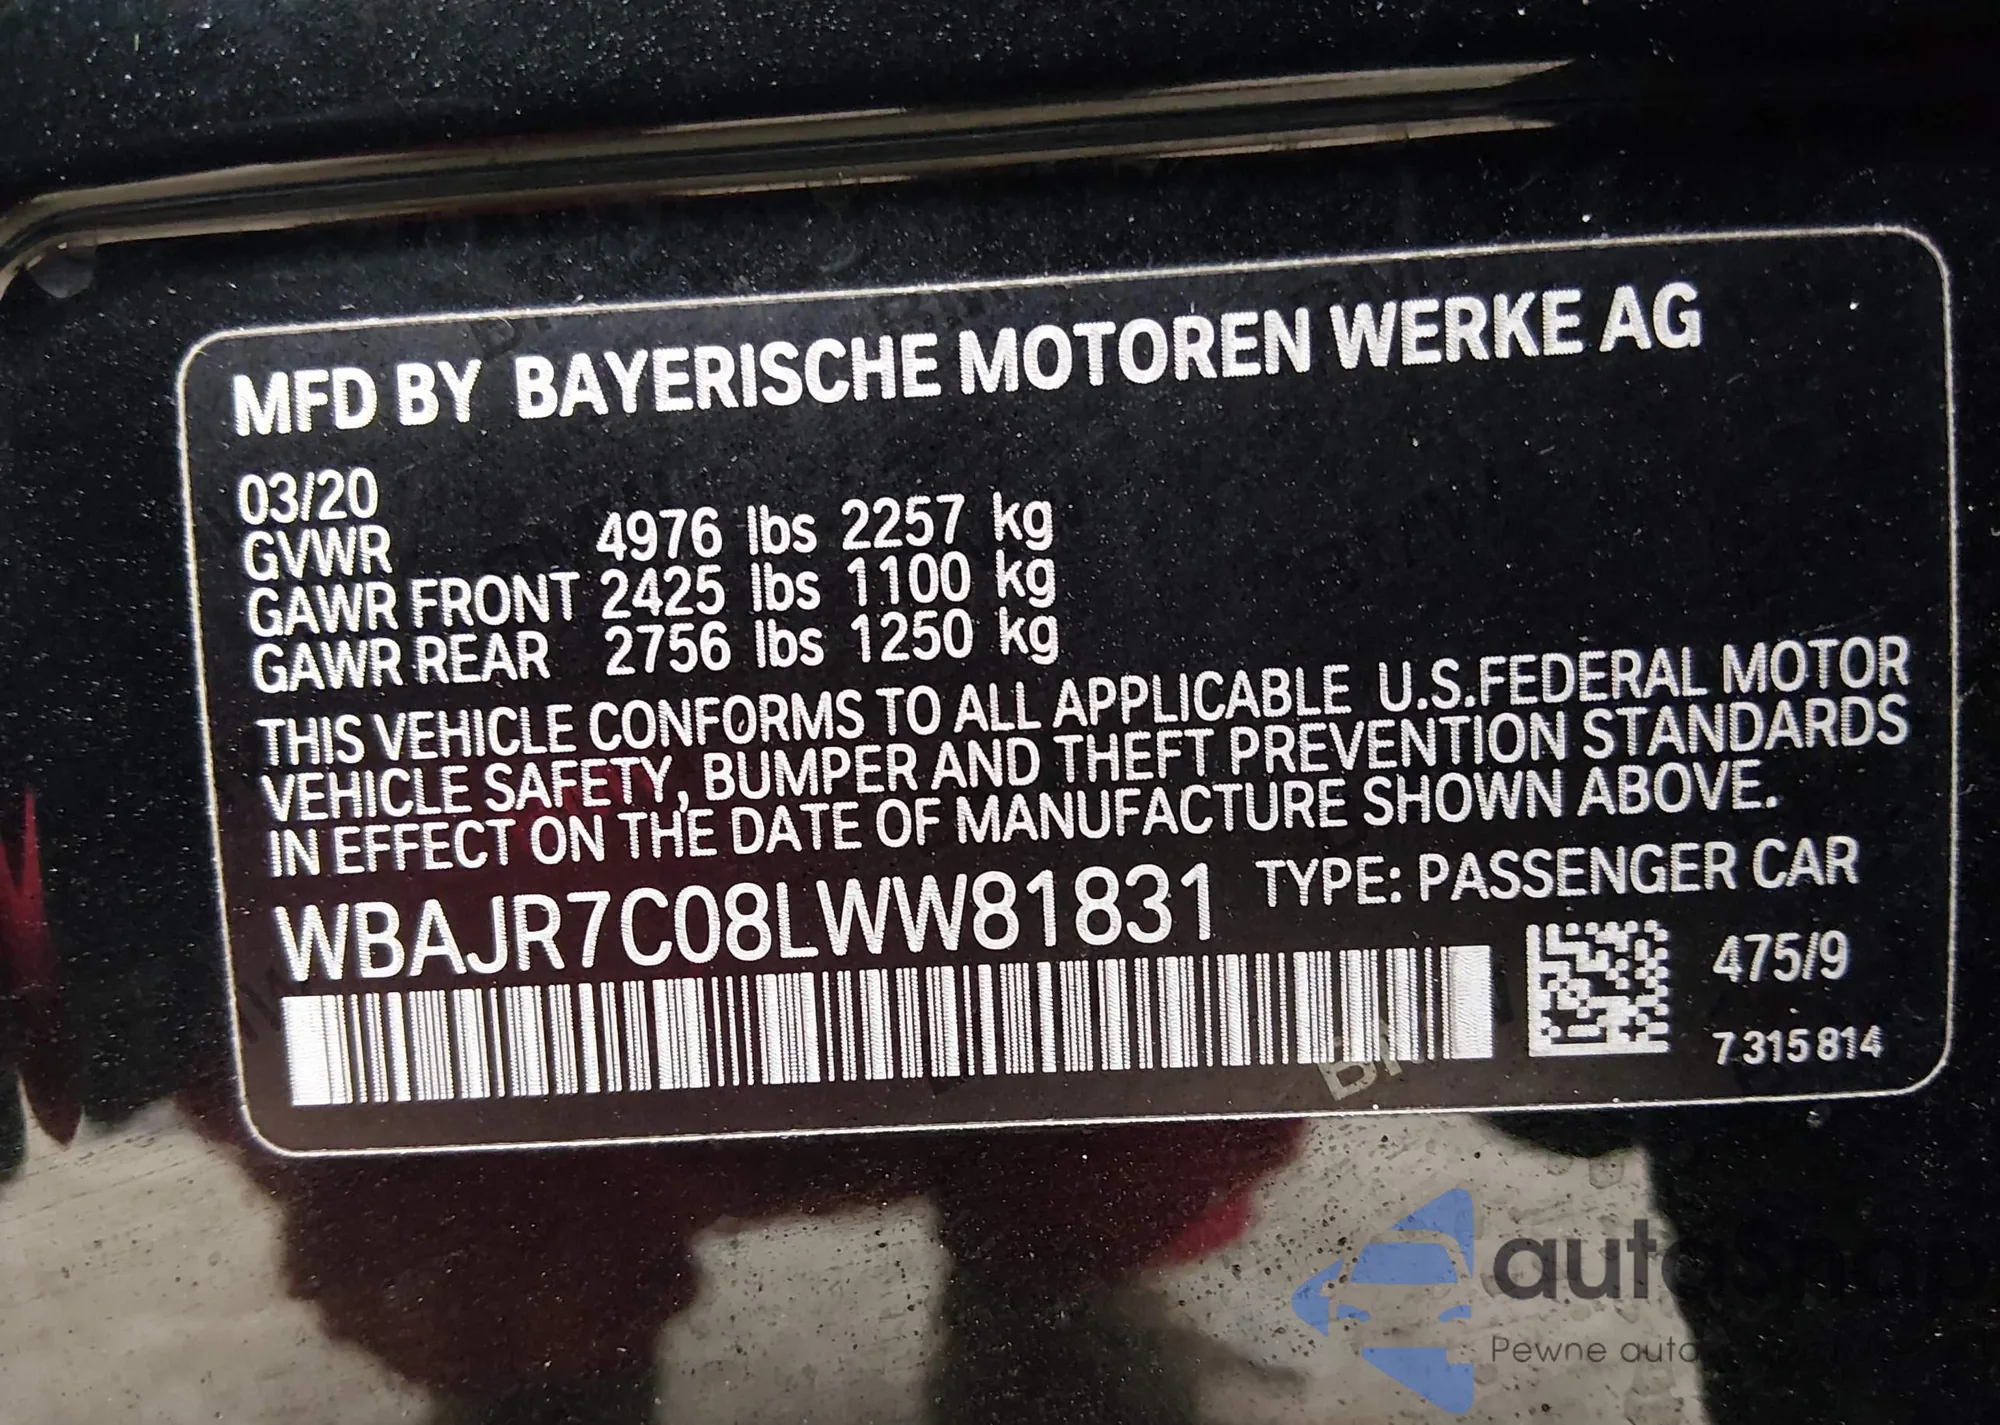 MFD BY BAYERISCHE MOTOREN WERKE AG
03/20
GVWR 4976 lbs 2257 kg
GAWR FRONT 2425 lbs 1100 kg
GAWR REAR 2756 lbs 1250 kg
THIS VEHICLE CONFORMS TO ALL APPLICABLE U.S.FEDERAL MOTOR
VEHICLE SAFETY, BUMPER AND THEFT PREVENTION STANDARDS
IN EFFECT ON THE DATE OF MANUFACTURE SHOWN ABOVE.
WBAJR7C08LWW81831 TYPE: PASSENGER CAR
475/9
7 315 814
autosnap
Pewne auto